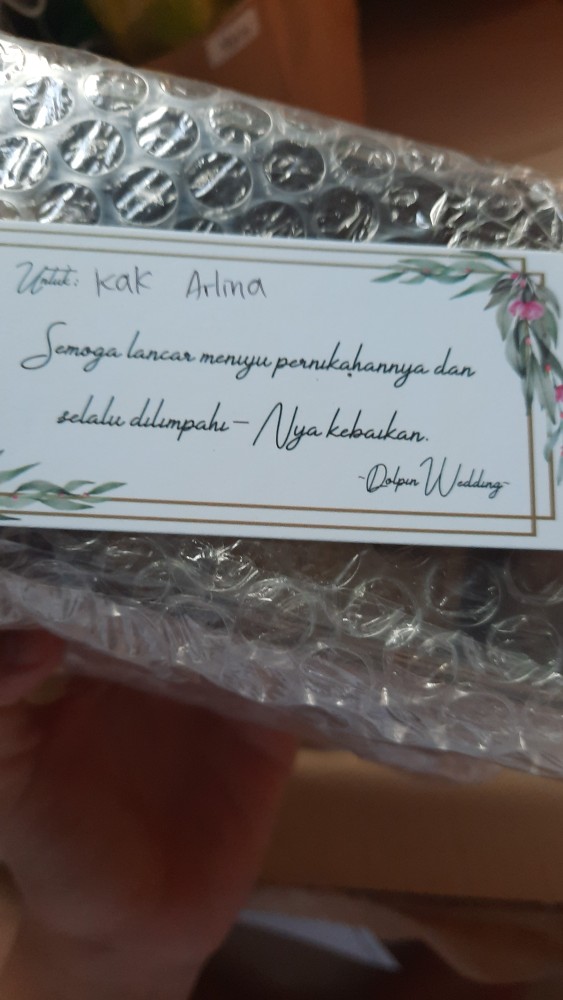 Untuk: Kak Arlina
Semoga lancar menuju pernikahannya dan
selalu dilimpahi - Nya kebaikan.
~Dolpin Wedding~